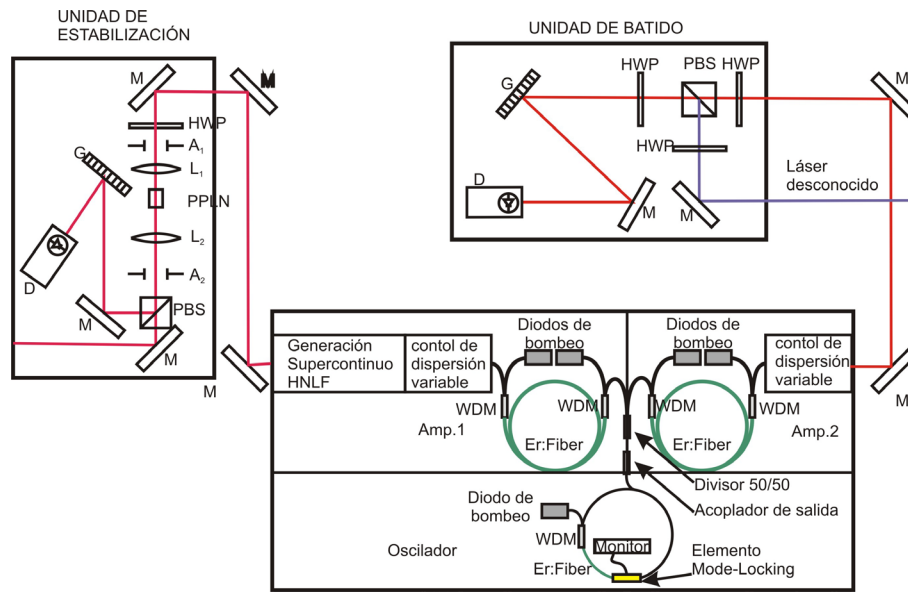 UNIDAD DE
ESTABILIZACIÓN
M
M
HWP
A1
G
L1
PPLN
L2
D
A2
PBS
M
M
M
UNIDAD DE BATIDO
HWP
PBS
HWP
G
M
HWP
D
M
M
Láser
desconocido
M
Generación
Supercontinuo
HNLF
contol de
dispersión
variable
Diodos de
bombeo
Diodos de
bombeo
contol de
dispersión
variable
WDM
WDM
WDM
WDM
Amp.1
Er:Fiber
Er:Fiber
Amp.2
Divisor 50/50
Acoplador de salida
Diodo de
bombeo
WDM
Monitor
Oscilador
Er:Fiber
Elemento
Mode-Locking